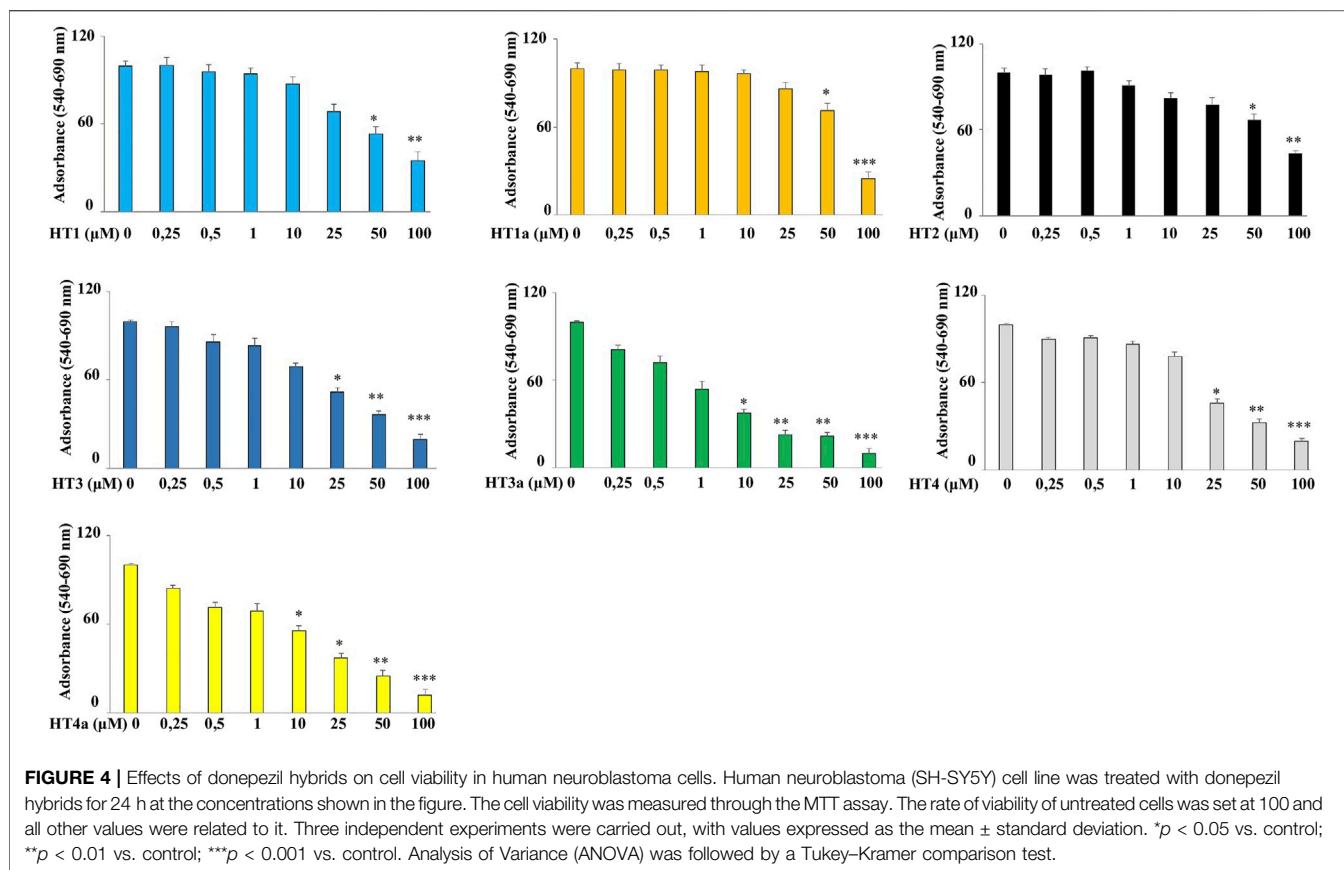 120
60
0
Adsorbance (540-690 nm)
*
**
HT1 (µM) 0 0,25 0,5 1 10 25 50 100
120
60
0
Adsorbance (540-690 nm)
*
***
HT1a (µM) 0 0,25 0,5 1 10 25 50 100
120
60
0
Adsorbance (540-690 nm)
*
**
HT2 (µM) 0 0,25 0,5 1 10 25 50 100
120
60
0
Adsorbance (540-690 nm)
*
**
***
HT3 (µM) 0 0,25 0,5 1 10 25 50 100
120
60
0
Adsorbance (540-690 nm)
*
**
**
***
HT3a (µM) 0 0,25 0,5 1 10 25 50 100
120
60
0
Adsorbance (540-690 nm)
*
**
***
HT4 (µM) 0 0,25 0,5 1 10 25 50 100
120
60
0
Adsorbance (540-690 nm)
*
*
**
***
HT4a (µM) 0 0,25 0,5 1 10 25 50 100
FIGURE 4 | Effects of donepezil hybrids on cell viability in human neuroblastoma cells. Human neuroblastoma (SH-SY5Y) cell line was treated with donepezil
hybrids for 24 h at the concentrations shown in the figure. The cell viability was measured through the MTT assay. The rate of viability of untreated cells was set at 100 and
all other values were related to it. Three independent experiments were carried out, with values expressed as the mean ± standard deviation. *p < 0.05 vs. control;
**p < 0.01 vs. control; ***p < 0.001 vs. control. Analysis of Variance (ANOVA) was followed by a Tukey–Kramer comparison test.